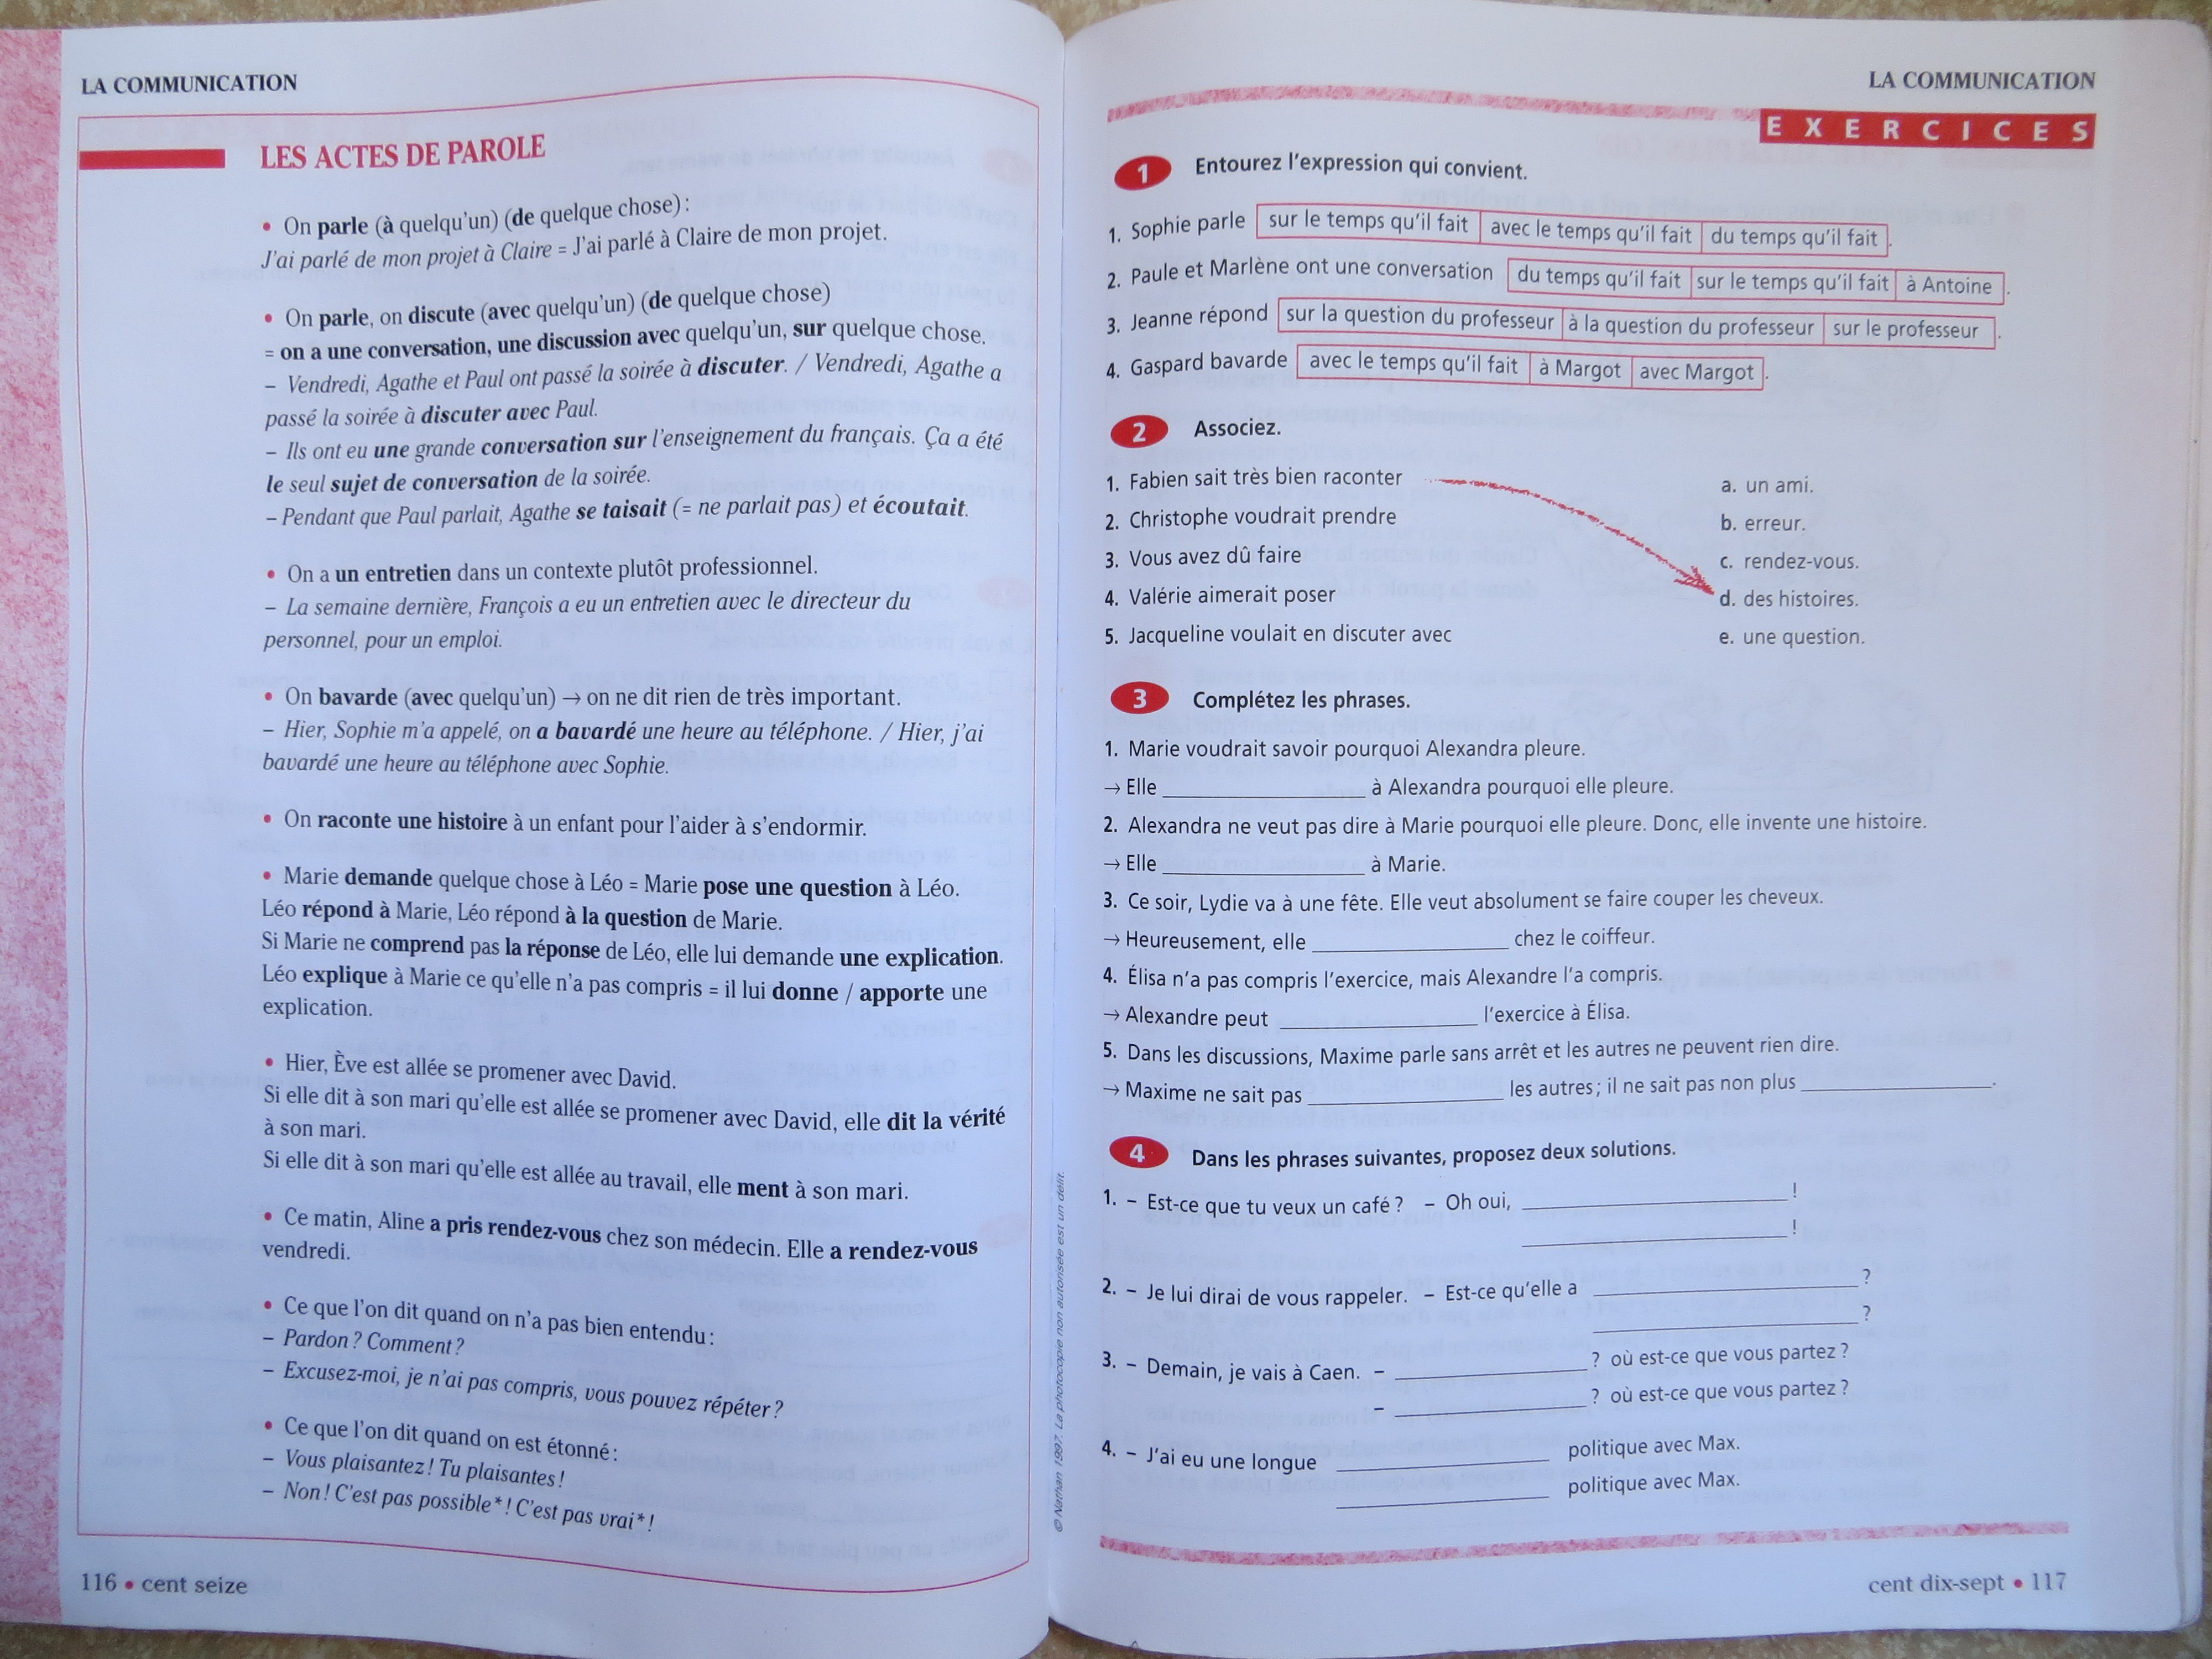 LA COMMUNICATION
LES ACTES DE PAROLE
• On parle (à quelqu'un) (de quelque chose) :
J'ai parlé de mon projet à Claire = J'ai parlé à Claire de mon projet.
• On parle, on discute (avec quelqu'un) (de quelque chose)
= on a une conversation, une discussion avec quelqu'un, sur quelque chose.
– Vendredi, Agathe et Paul ont passé la soirée à discuter. / Vendredi, Agathe a
passé la soirée à discuter avec Paul.
– Ils ont eu une grande conversation sur l'enseignement du français. Ça a été
le seul sujet de conversation de la soirée.
– Pendant que Paul parlait, Agathe se taisait (= ne parlait pas) et écoutait.
• On a un entretien dans un contexte plutôt professionnel.
– La semaine dernière, François a eu un entretien avec le directeur du
personnel, pour un emploi.
• On bavarde (avec quelqu'un) → on ne dit rien de très important.
– Hier, Sophie m'a appelé, on a bavardé une heure au téléphone. / Hier, j'ai
bavardé une heure au téléphone avec Sophie.
• On raconte une histoire à un enfant pour l'aider à s'endormir.
• Marie demande quelque chose à Léo = Marie pose une question à Léo.
Léo répond à Marie, Léo répond à la question de Marie.
Si Marie ne comprend pas la réponse de Léo, elle lui demande une explication.
Léo explique à Marie ce qu'elle n'a pas compris = il lui donne / apporte une
explication.
• Hier, Ève est allée se promener avec David.
Si elle dit à son mari qu'elle est allée se promener avec David, elle dit la vérité
à son mari.
Si elle dit à son mari qu'elle est allée au travail, elle ment à son mari.
• Ce matin, Aline a pris rendez-vous chez son médecin. Elle a rendez-vous
vendredi.
• Ce que l'on dit quand on n'a pas bien entendu :
– Pardon ? Comment ?
– Excusez-moi, je n'ai pas compris, vous pouvez répéter ?
• Ce que l'on dit quand on est étonné :
– Vous plaisantez ! Tu plaisantes !
– Non ! C'est pas possible* ! C'est pas vrai* !
116 • cent seize
© Nathan 1997. La photocopie non autorisée est un délit.
LA COMMUNICATION
EXERCICES
1 Entourez l'expression qui convient.
1. Sophie parle sur le temps qu'il fait avec le temps qu'il fait du temps qu'il fait.
2. Paule et Marlène ont une conversation du temps qu'il fait sur le temps qu'il fait à Antoine.
3. Jeanne répond sur la question du professeur à la question du professeur sur le professeur.
4. Gaspard bavarde avec le temps qu'il fait à Margot avec Margot.
2 Associez.
1. Fabien sait très bien raconter a. un ami.
2. Christophe voudrait prendre b. erreur.
3. Vous avez dû faire c. rendez-vous.
4. Valérie aimerait poser d. des histoires.
5. Jacqueline voulait en discuter avec e. une question.
3 Complétez les phrases.
1. Marie voudrait savoir pourquoi Alexandra pleure.
→ Elle ____________ à Alexandra pourquoi elle pleure.
2. Alexandra ne veut pas dire à Marie pourquoi elle pleure. Donc, elle invente une histoire.
→ Elle ____________ à Marie.
3. Ce soir, Lydie va à une fête. Elle veut absolument se faire couper les cheveux.
→ Heureusement, elle ____________ chez le coiffeur.
4. Élisa n'a pas compris l'exercice, mais Alexandre l'a compris.
→ Alexandre peut ____________ l'exercice à Élisa.
5. Dans les discussions, Maxime parle sans arrêt et les autres ne peuvent rien dire.
→ Maxime ne sait pas ____________ les autres ; il ne sait pas non plus ____________.
4 Dans les phrases suivantes, proposez deux solutions.
1. – Est-ce que tu veux un café ? – Oh oui, ____________ !
____________ !
2. – Je lui dirai de vous rappeler. – Est-ce qu'elle a ____________ ?
____________ ?
3. – Demain, je vais à Caen. – ____________ ? où est-ce que vous partez ?
– ____________ ? où est-ce que vous partez ?
4. – J'ai eu une longue ____________ politique avec Max.
____________ politique avec Max.
cent dix-sept • 117